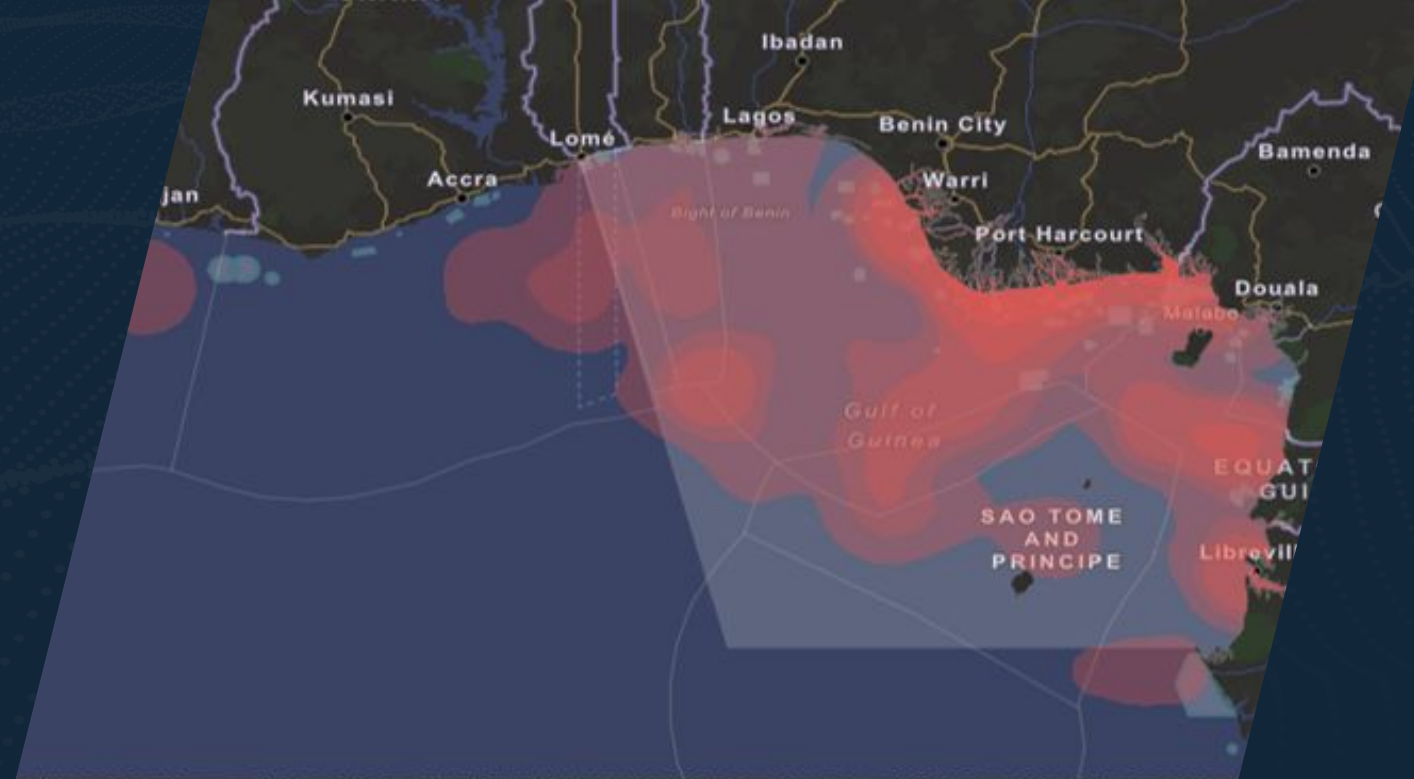 Ibadan
Kumasi
Lagos
Benin City
Lomé
Bamenda
Accra
Warri
jan
Bight of Benin
Port Harcourt
Douala
Malabo
Gulf of
Guinea
EQUAT
GUI
SAO TOME
AND
PRINCIPE
Librevil